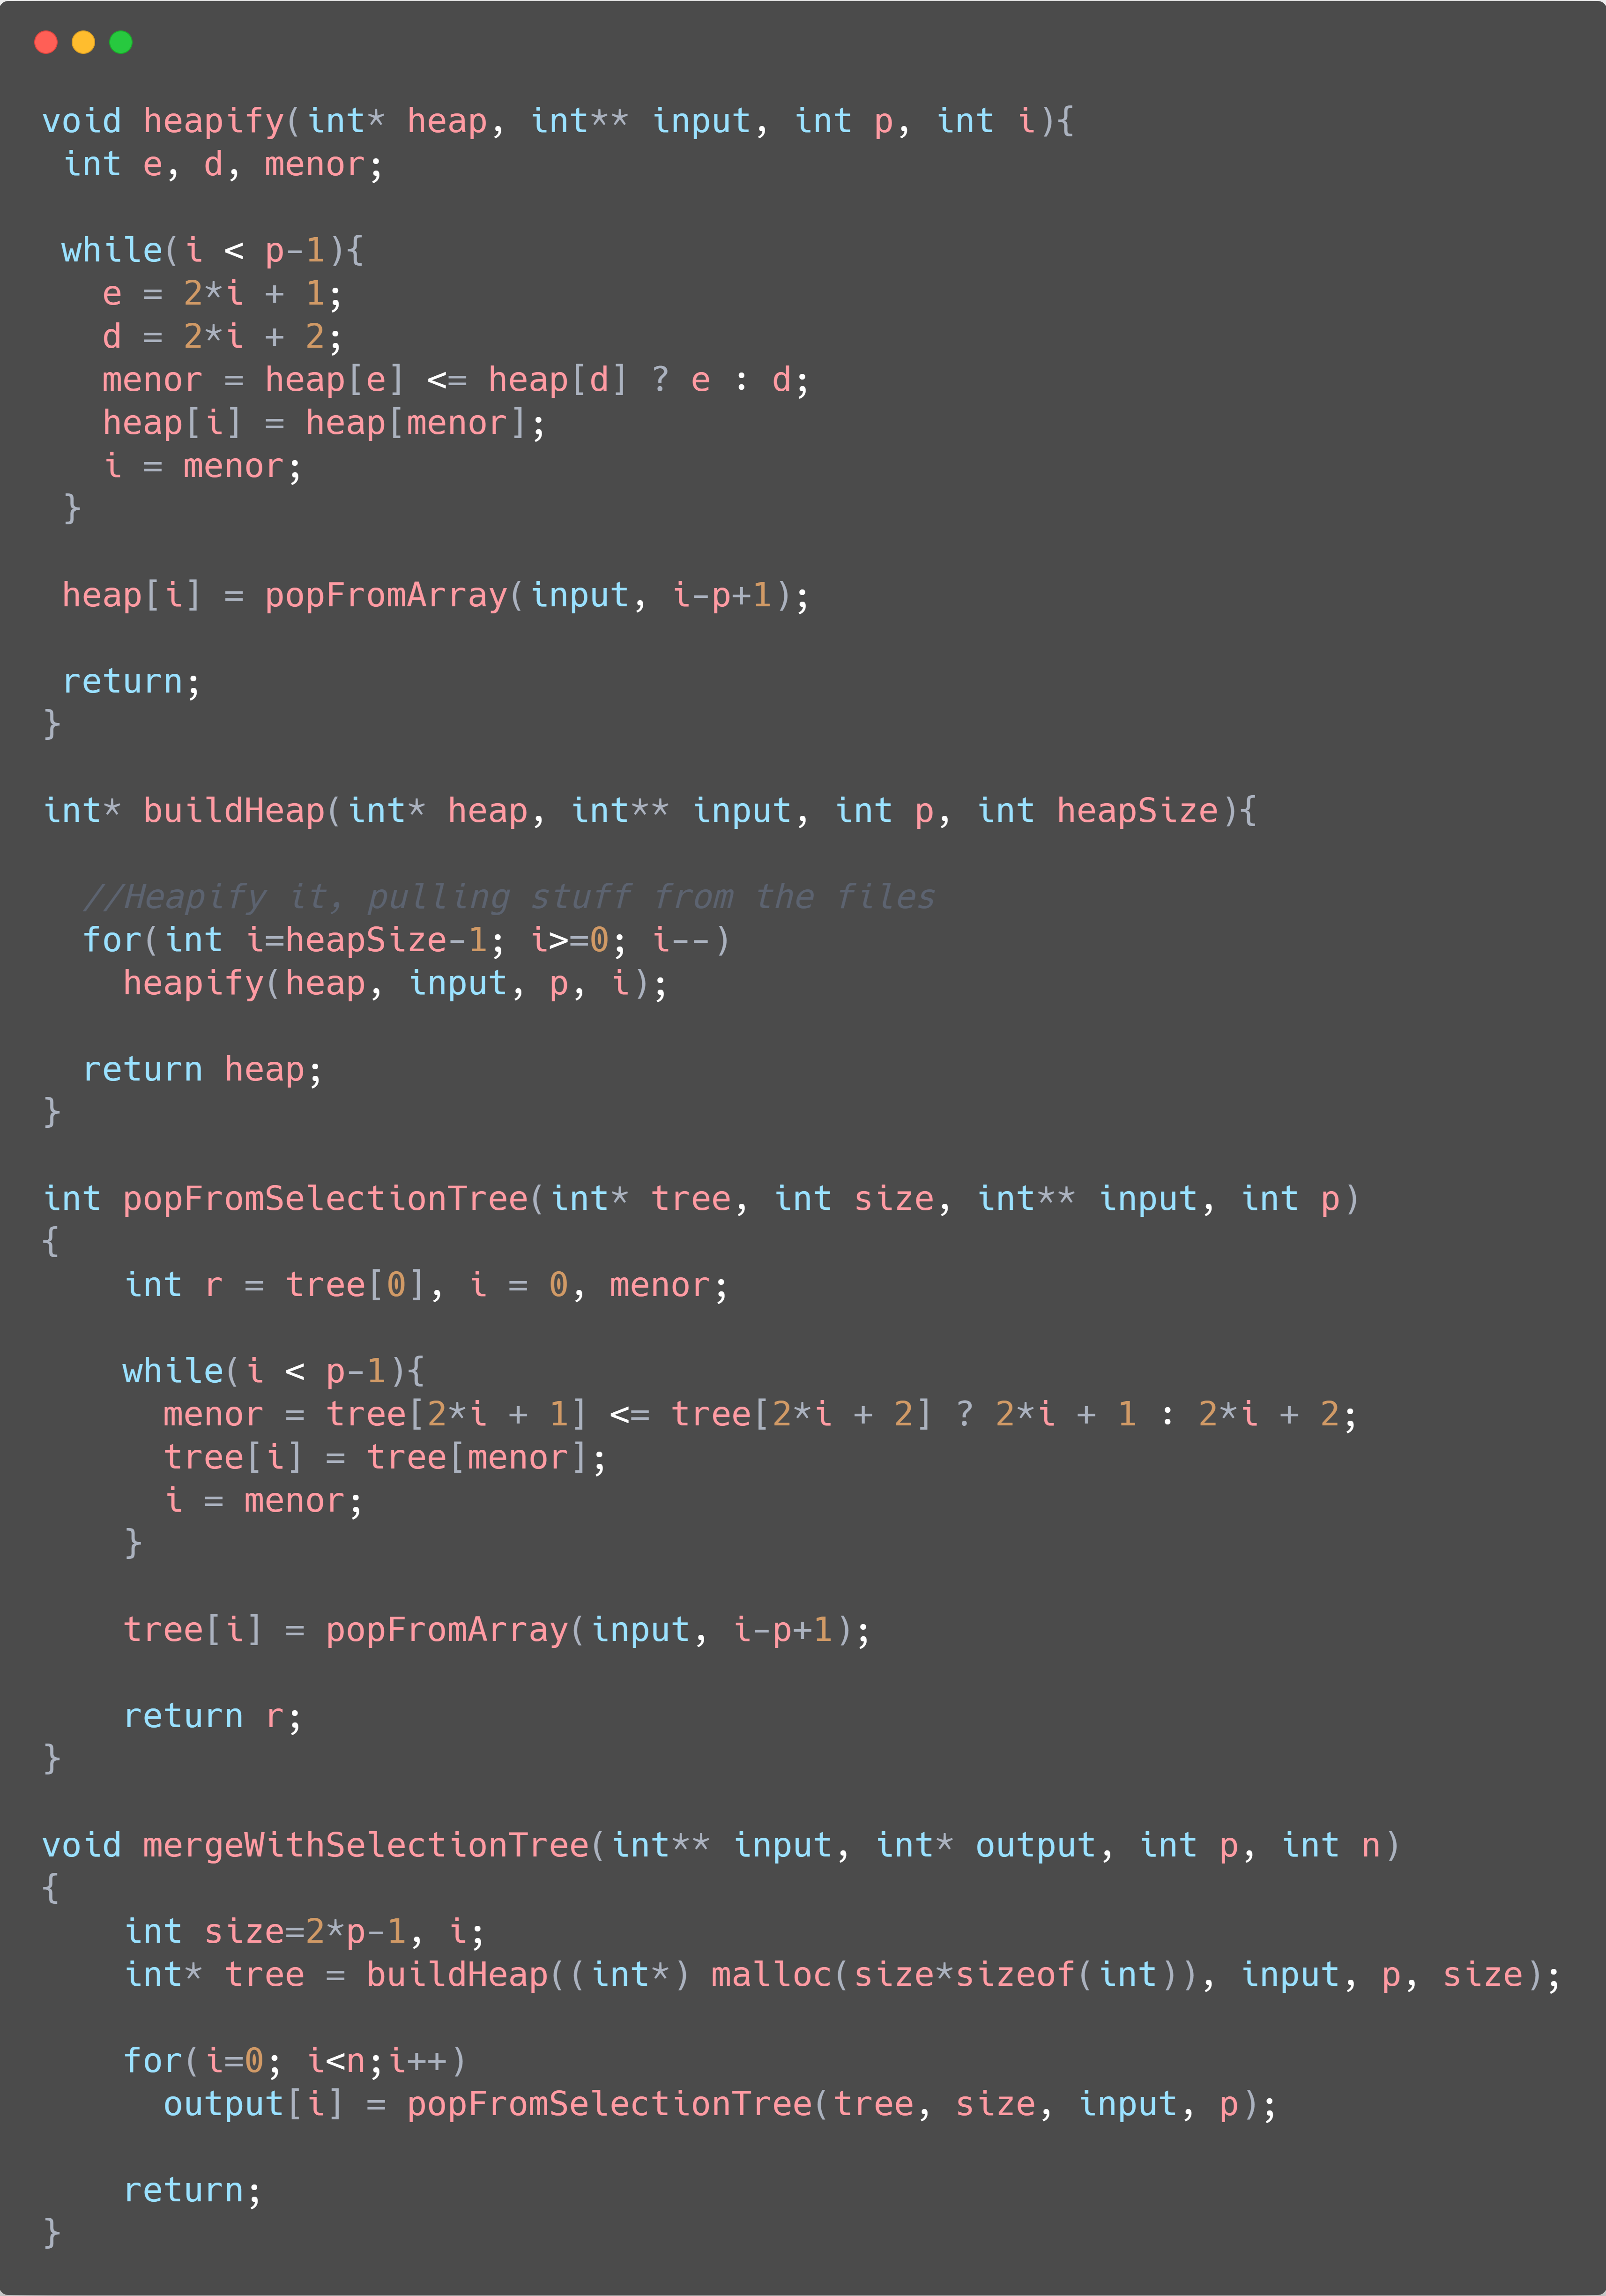 void heapify(int* heap, int** input, int p, int i){
 int e, d, menor;

 while(i < p-1){
   e = 2*i + 1;
   d = 2*i + 2;
   menor = heap[e] <= heap[d] ? e : d;
   heap[i] = heap[menor];
   i = menor;
 }

 heap[i] = popFromArray(input, i-p+1);

 return;
}

int* buildHeap(int* heap, int** input, int p, int heapSize){

  //Heapify it, pulling stuff from the files
  for(int i=heapSize-1; i>=0; i--)
    heapify(heap, input, p, i);

  return heap;
}

int popFromSelectionTree(int* tree, int size, int** input, int p)
{
    int r = tree[0], i = 0, menor;

    while(i < p-1){
      menor = tree[2*i + 1] <= tree[2*i + 2] ? 2*i + 1 : 2*i + 2;
      tree[i] = tree[menor];
      i = menor;
    }

    tree[i] = popFromArray(input, i-p+1);

    return r;
}

void mergeWithSelectionTree(int** input, int* output, int p, int n)
{
    int size=2*p-1, i;
    int* tree = buildHeap((int*) malloc(size*sizeof(int)), input, p, size);

    for(i=0; i<n;i++)
      output[i] = popFromSelectionTree(tree, size, input, p);

    return;
}